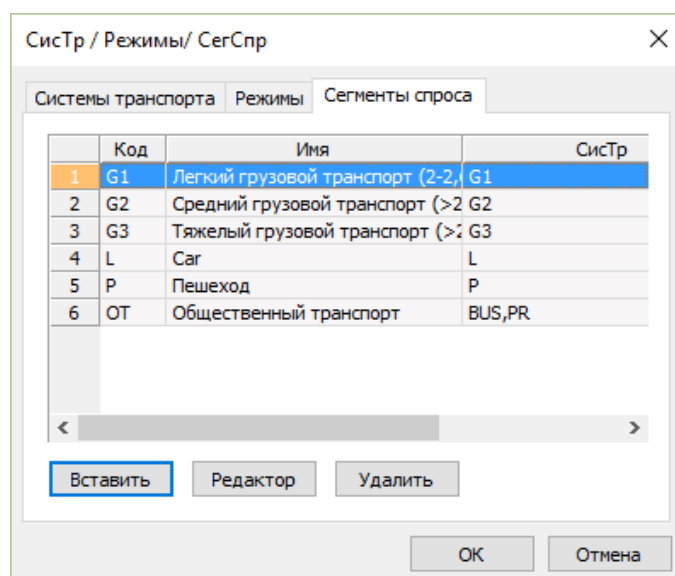 СисТр / Режимы/ СегСпр
Системы транспорта Режимы Сегменты спроса
Код Имя СисТр
1 G1 Легкий грузовой транспорт (2-2, G1
2 G2 Средний грузовой транспорт (>2 G2
3 G3 Тяжелый грузовой транспорт (>2 G3
4 L Car L
5 P Пешеход P
6 OT Общественный транспорт BUS,PR
Вставить Редактор Удалить
ОК Отмена